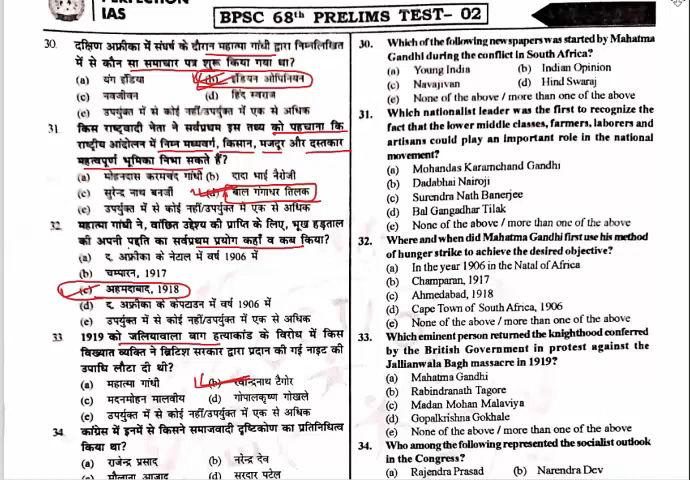 PERFECTION
IAS
BPSC 68th PRELIMS TEST- 02
30. दक्षिण अफ्रीका में संघर्ष के दौरान महात्मा गांधी द्वारा निम्नलिखित
में से कौन सा समाचार पत्र शुरू किया गया था?
(a) यंग इंडिया (b) इंडियन ओपिनियन
(c) नवजीवन (d) हिंद स्वराज
(e) उपर्युक्त में से कोई नहीं/उपर्युक्त में एक से अधिक
31. किस राष्ट्रवादी नेता ने सर्वप्रथम इस तथ्य को पहचाना कि
राष्ट्रीय आंदोलन में निम्न मध्यवर्ग, किसान, मजदूर और दस्तकार
महत्वपूर्ण भूमिका निभा सकते हैं?
(a) मोहनदास करमचंद गांधी (b) दादा भाई नैरोजी
(c) सुरेन्द्र नाथ बनर्जी (d) बाल गंगाधर तिलक
(e) उपर्युक्त में से कोई नहीं/उपर्युक्त में एक से अधिक
32. महात्मा गांधी ने, वांछित उद्देश्य की प्राप्ति के लिए, भूख हड़ताल
की अपनी पद्दति का सर्वप्रथम प्रयोग कहाँ व कब किया?
(a) द. अफ्रीका के नेटाल में वर्ष 1906 में
(b) चम्पारन, 1917
(c) अहमदाबाद, 1918
(d) द. अफ्रीका के केपटाउन में वर्ष 1906 में
(e) उपर्युक्त में से कोई नहीं/उपर्युक्त में एक से अधिक
33 1919 को जलियावाला बाग हत्याकांड के विरोध में किस
विख्यात व्यक्ति ने ब्रिटिश सरकार द्वारा प्रदान की गई नाइट की
उपाधि लौटा दी थी?
(a) महात्मा गांधी (b) रवीन्द्रनाथ टैगोर
(c) मदनमोहन मालवीय (d) गोपालकृष्ण गोखले
(e) उपर्युक्त में से कोई नहीं/उपर्युक्त में एक से अधिक
34. कांग्रेस में इनमें से किसने समाजवादी दृष्टिकोण का प्रतिनिधित्व
किया था?
(a) राजेन्द्र प्रसाद (b) नरेन्द्र देव
(c) मौलाना आजाद (d) सरदार पटेल
30. Which of the following newspapers was started by Mahatma
Gandhi during the conflict in South Africa?
(a) Young India (b) Indian Opinion
(c) Navajivan (d) Hind Swaraj
(e) None of the above / more than one of the above
31. Which nationalist leader was the first to recognize the
fact that the lower middle classes, farmers, laborers and
artisans could play an important role in the national
movement?
(a) Mohandas Karamchand Gandhi
(b) Dadabhai Nairoji
(c) Surendra Nath Banerjee
(d) Bal Gangadhar Tilak
(e) None of the above / more than one of the above
32. Where and when did Mahatma Gandhi first use his method
of hunger strike to achieve the desired objective?
(a) In the year 1906 in the Natal of Africa
(b) Champaran, 1917
(c) Ahmedabad, 1918
(d) Cape Town of South Africa, 1906
(e) None of the above / more than one of the above
33. Which eminent person returned the knighthood conferred
by the British Government in protest against the
Jallianwala Bagh massacre in 1919?
(a) Mahatma Gandhi
(b) Rabindranath Tagore
(c) Madan Mohan Malaviya
(d) Gopalkrishna Gokhale
(e) None of the above / more than one of the above
34. Who among the following represented the socialist outlook
in the Congress?
(a) Rajendra Prasad (b) Narendra Dev